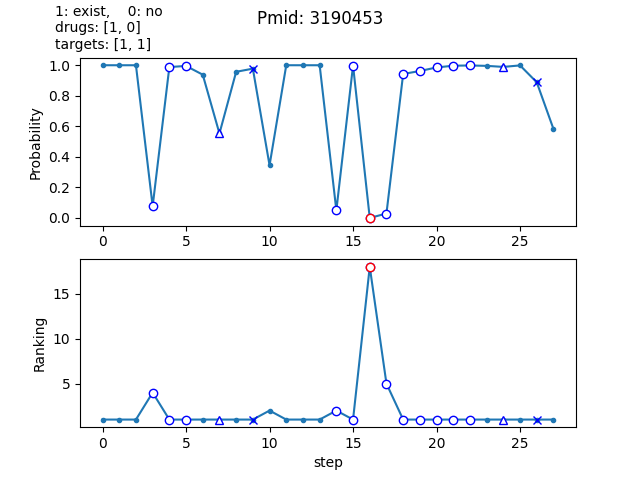 1: exist,    0: no
drugs: [1, 0]
targets: [1, 1]
Pmid: 3190453
1.0
0.8
0.6
0.4
0.2
0.0
Probability
0 5 10 15 20 25
15
10
5
Ranking
0 5 10 15 20 25
step